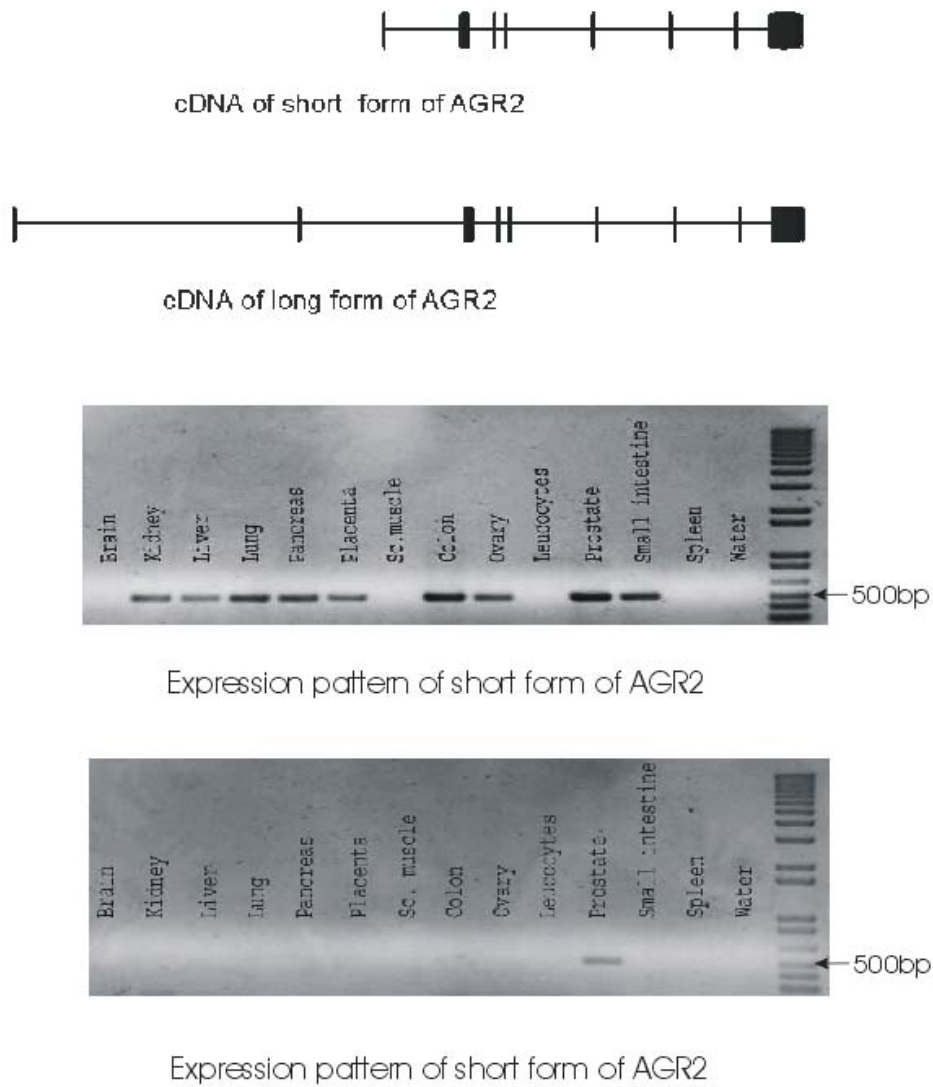 cDNA of short form of AGR2
cDNA of long form of AGR2
Brain Kidney Liver Lung Pancreas Placenta Sc.muscle Colon Ovary Leucocytes Prostate Small intestine Spleen Water
500bp
Expression pattern of short form of AGR2
Brain Kidney Liver Lung Pancreas Placenta Sc. muscle Colon Ovary Leucocytes Prostate Small intestine Spleen Water
500bp
Expression pattern of short form of AGR2